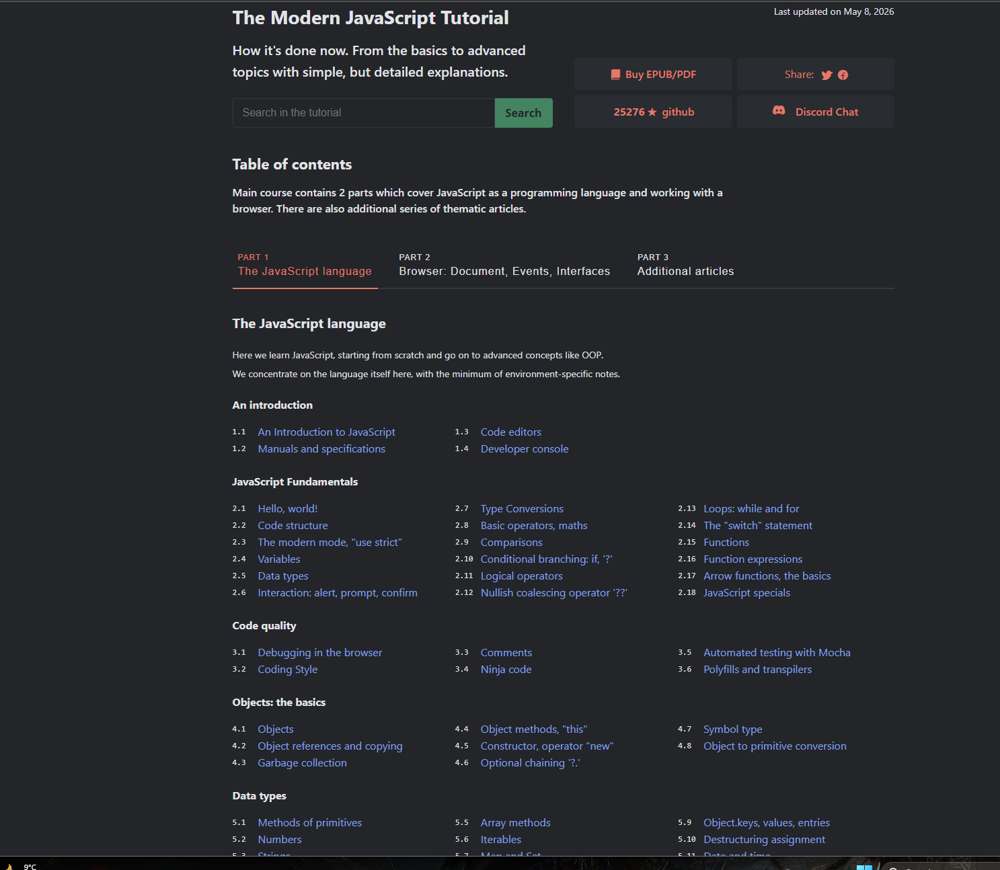 The Modern JavaScript Tutorial
Last updated on May 8, 2026
How it's done now. From the basics to advanced
topics with simple, but detailed explanations.
Buy EPUB/PDF
Share:
Search in the tutorial
Search
25276 ★ github
Discord Chat
Table of contents
Main course contains 2 parts which cover JavaScript as a programming language and working with a
browser. There are also additional series of thematic articles.
PART 1
The JavaScript language
PART 2
Browser: Document, Events, Interfaces
PART 3
Additional articles
The JavaScript language
Here we learn JavaScript, starting from scratch and go on to advanced concepts like OOP.
We concentrate on the language itself here, with the minimum of environment-specific notes.
An introduction
1.1 An Introduction to JavaScript
1.2 Manuals and specifications
1.3 Code editors
1.4 Developer console
JavaScript Fundamentals
2.1 Hello, world!
2.2 Code structure
2.3 The modern mode, "use strict"
2.4 Variables
2.5 Data types
2.6 Interaction: alert, prompt, confirm
2.7 Type Conversions
2.8 Basic operators, maths
2.9 Comparisons
2.10 Conditional branching: if, '?'
2.11 Logical operators
2.12 Nullish coalescing operator '??'
2.13 Loops: while and for
2.14 The "switch" statement
2.15 Functions
2.16 Function expressions
2.17 Arrow functions, the basics
2.18 JavaScript specials
Code quality
3.1 Debugging in the browser
3.2 Coding Style
3.3 Comments
3.4 Ninja code
3.5 Automated testing with Mocha
3.6 Polyfills and transpilers
Objects: the basics
4.1 Objects
4.2 Object references and copying
4.3 Garbage collection
4.4 Object methods, "this"
4.5 Constructor, operator "new"
4.6 Optional chaining '?.'
4.7 Symbol type
4.8 Object to primitive conversion
Data types
5.1 Methods of primitives
5.2 Numbers
5.3 Strings
5.5 Array methods
5.6 Iterables
5.7 Map and Set
5.9 Object.keys, values, entries
5.10 Destructuring assignment
5.11 Date and time
9°C